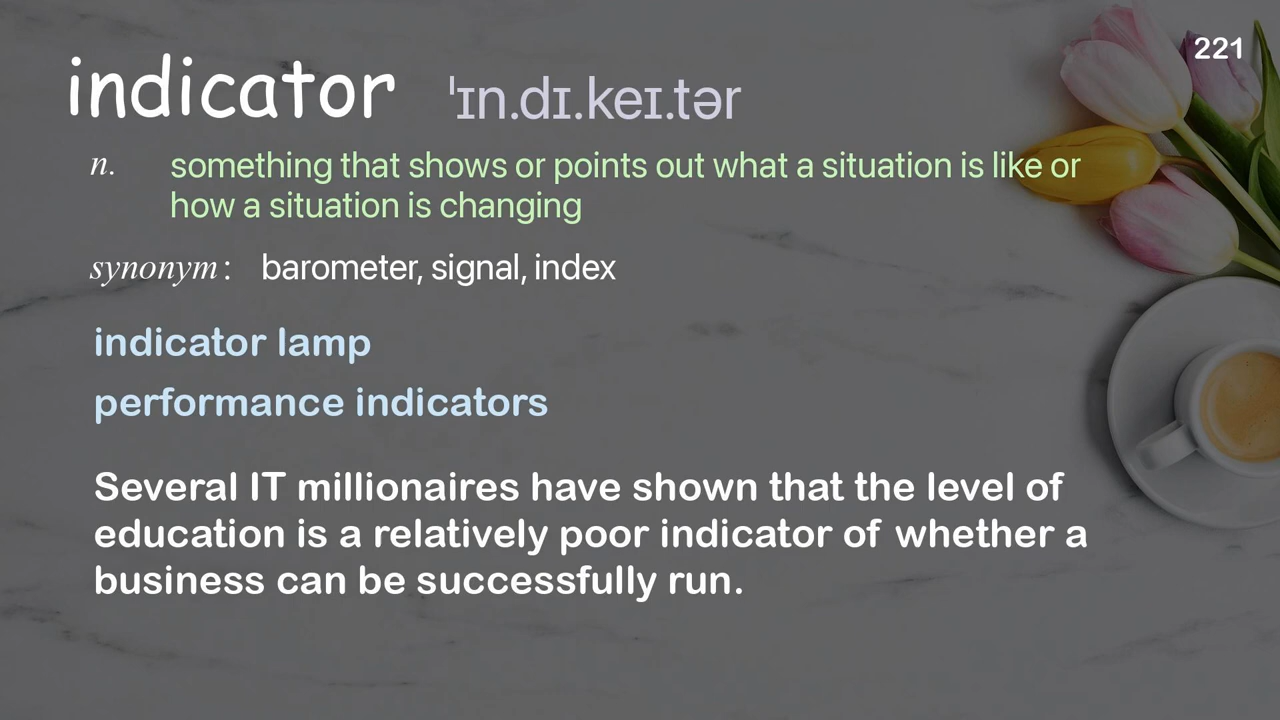 221
indicator ˈɪn.dɪ.keɪ.tər
n. something that shows or points out what a situation is like or
how a situation is changing
synonym: barometer, signal, index
indicator lamp
performance indicators
Several IT millionaires have shown that the level of
education is a relatively poor indicator of whether a
business can be successfully run.